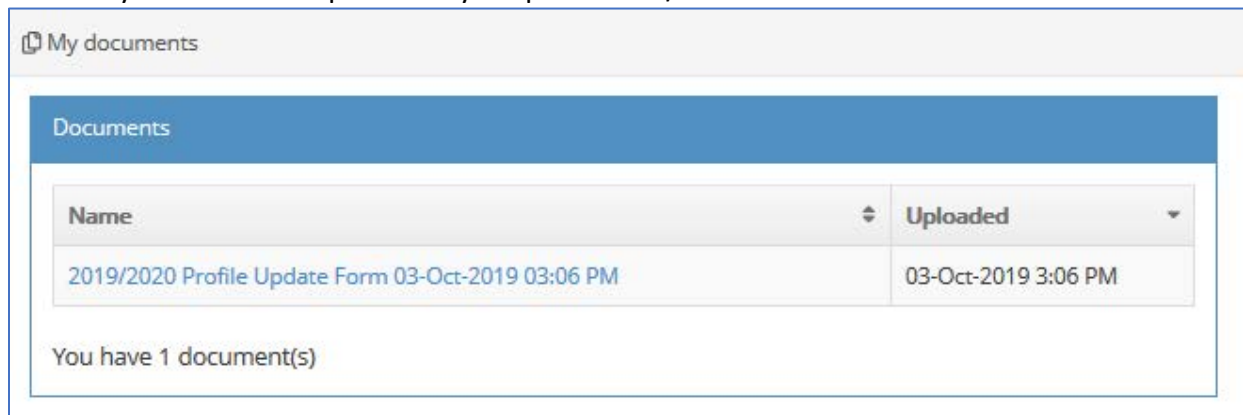 My documents
Documents
Name Uploaded
2019/2020 Profile Update Form 03-Oct-2019 03:06 PM 03-Oct-2019 3:06 PM
You have 1 document(s)